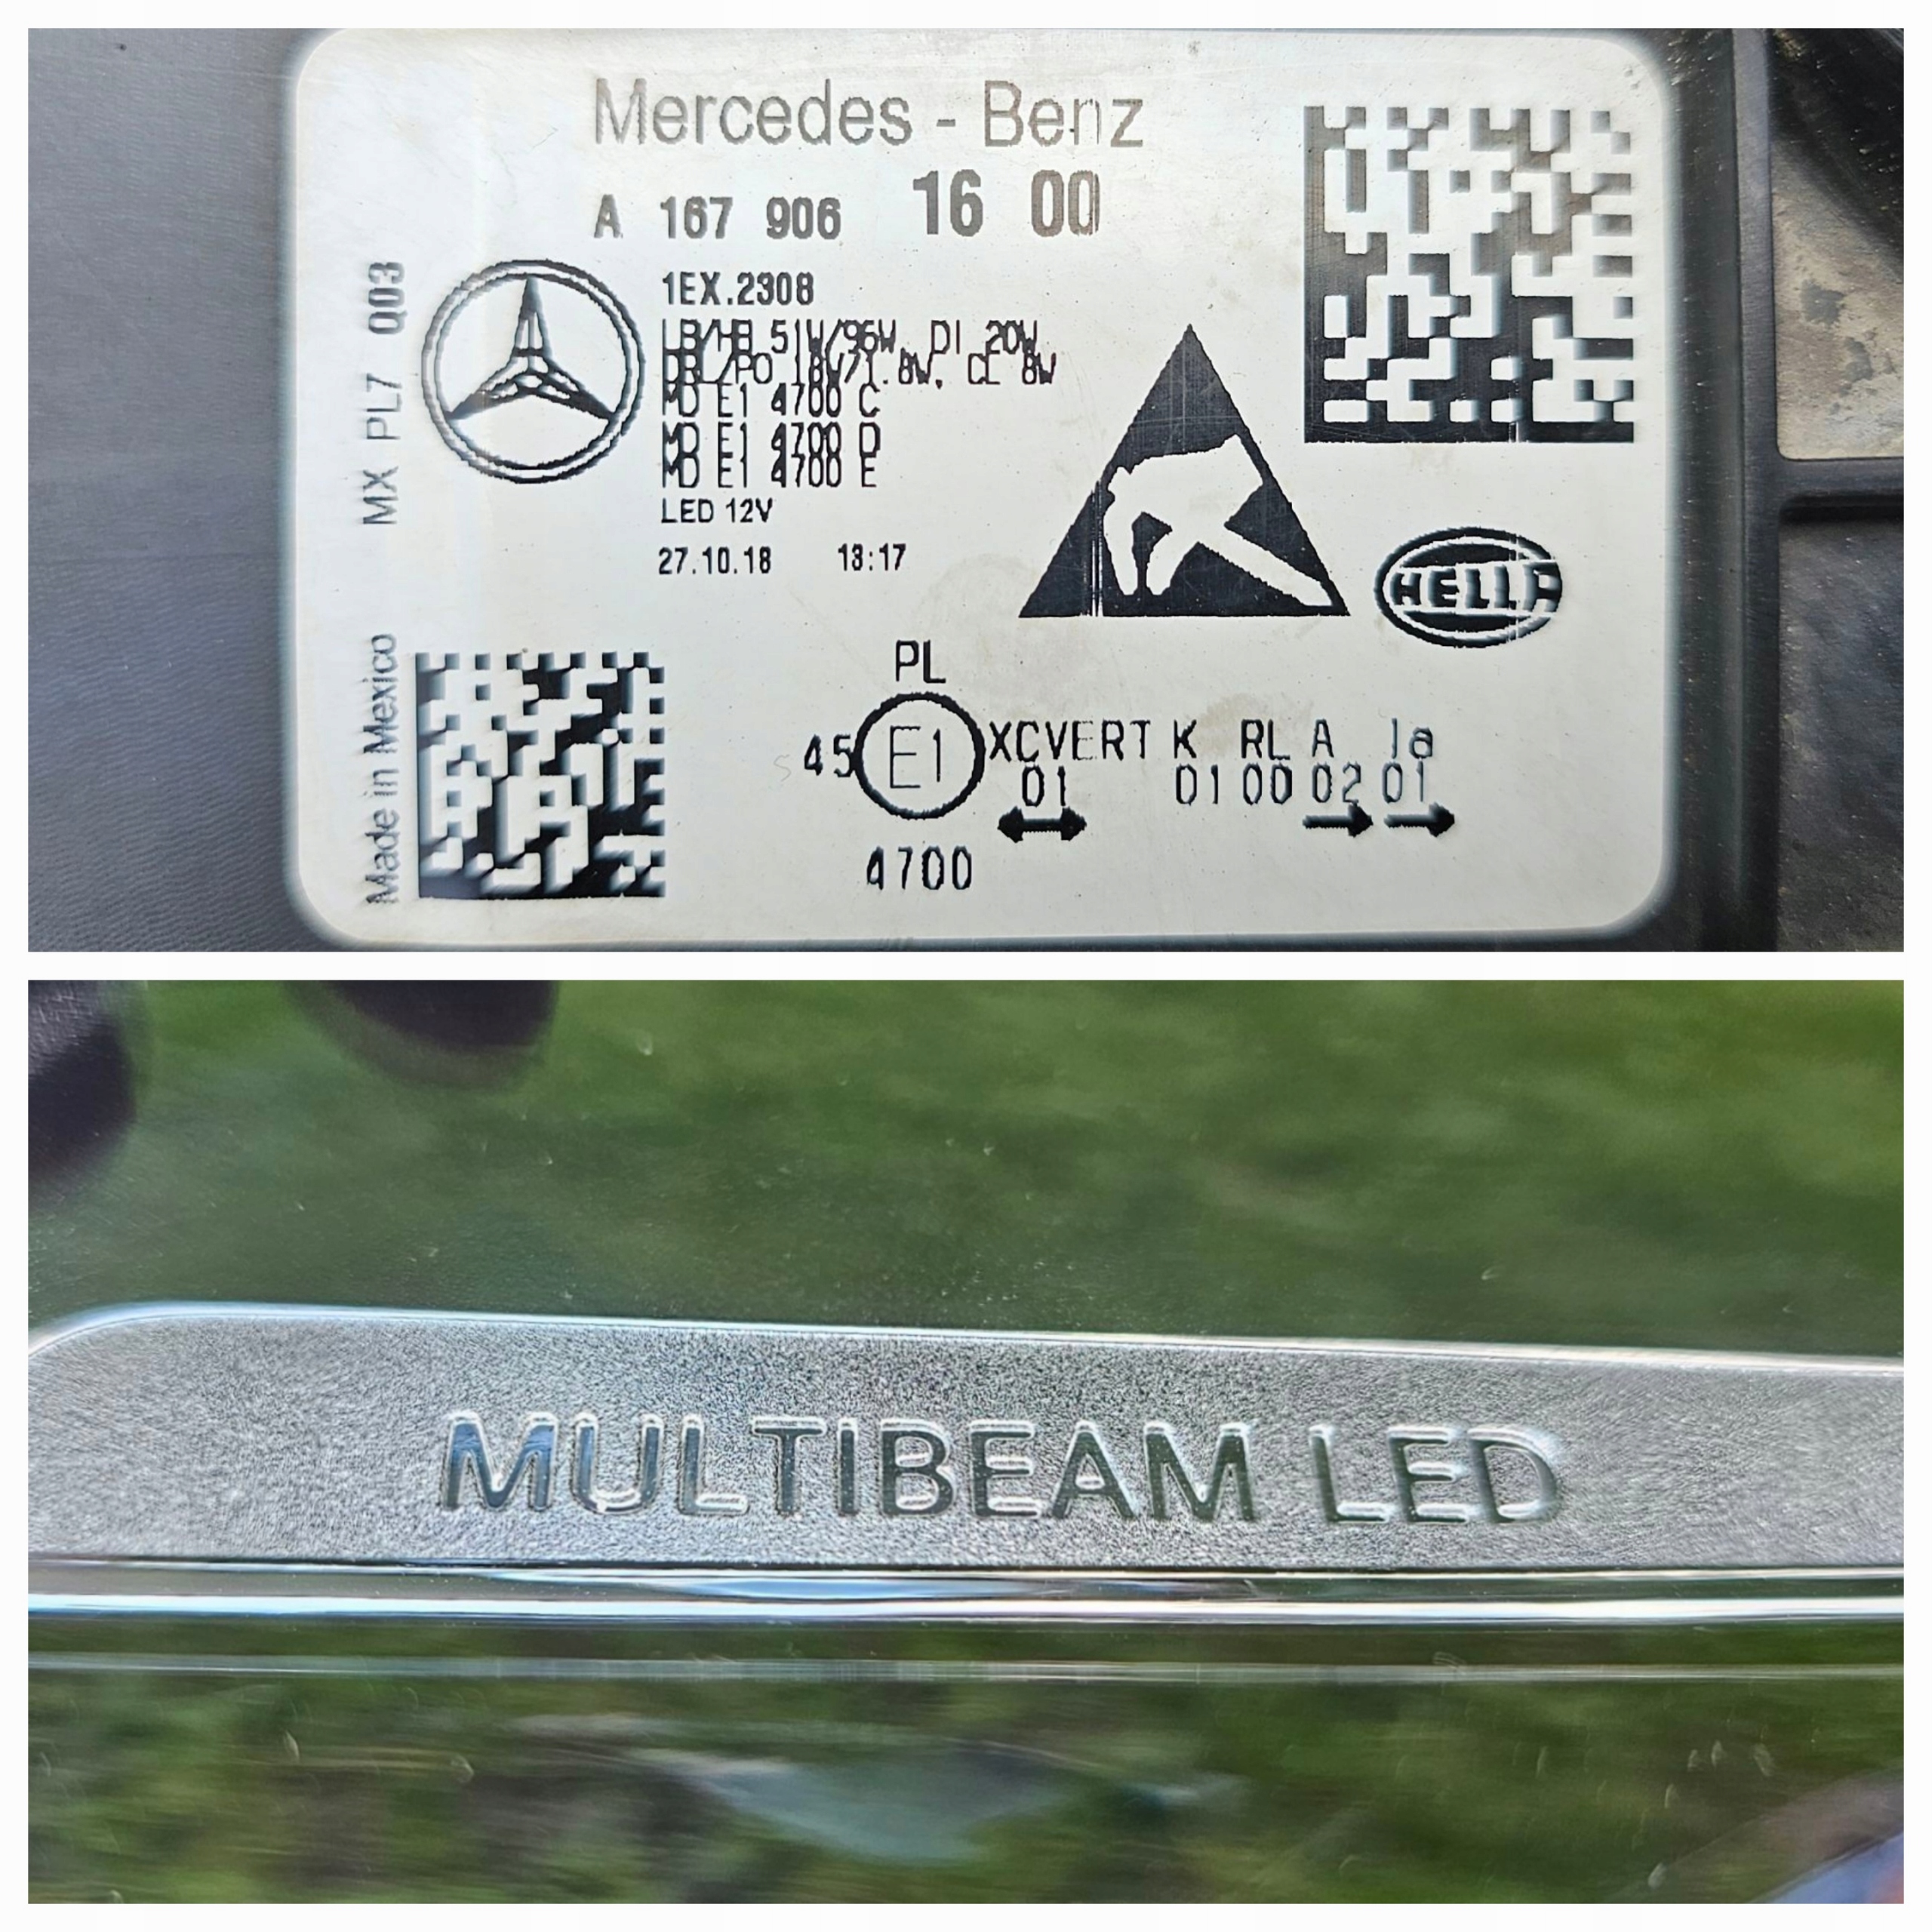 Mercedes - Benz
A 167 906 16 00
MX PL7 Q03
1EX.2308
LB/HB 51W/96W, DI 20W
DRL/PO 18W/1.8W, CL 8W
MD E1 4700 C
MD E1 4700 D
MD E1 4700 E
LED 12V
27.10.18 13:17
HELLA
Made in Mexico
PL
45 E1 XCVERT K RL A 1a
01 01 00 02 01
4700
MULTIBEAM LED